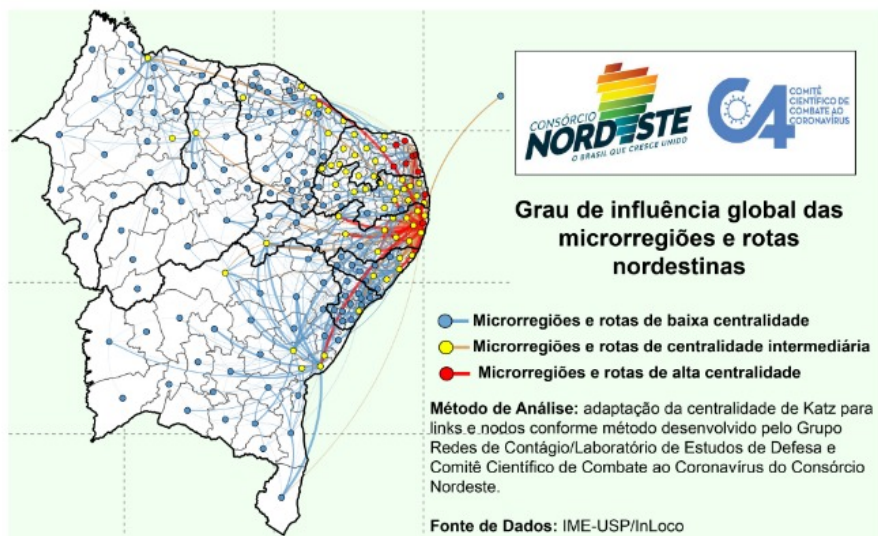 CONSÓRCIO
NORDESTE
O BRASIL QUE CRESCE UNIDO
C4
COMITÊ
CIENTÍFICO DE
COMBATE AO
CORONAVÍRUS
Grau de influência global das
microrregiões e rotas
nordestinas
Microrregiões e rotas de baixa centralidade
Microrregiões e rotas de centralidade intermediária
Microrregiões e rotas de alta centralidade
Método de Análise: adaptação da centralidade de Katz para
links e nodos conforme método desenvolvido pelo Grupo
Redes de Contágio/Laboratório de Estudos de Defesa e
Comitê Científico de Combate ao Coronavírus do Consórcio
Nordeste.
Fonte de Dados: IME-USP/InLoco